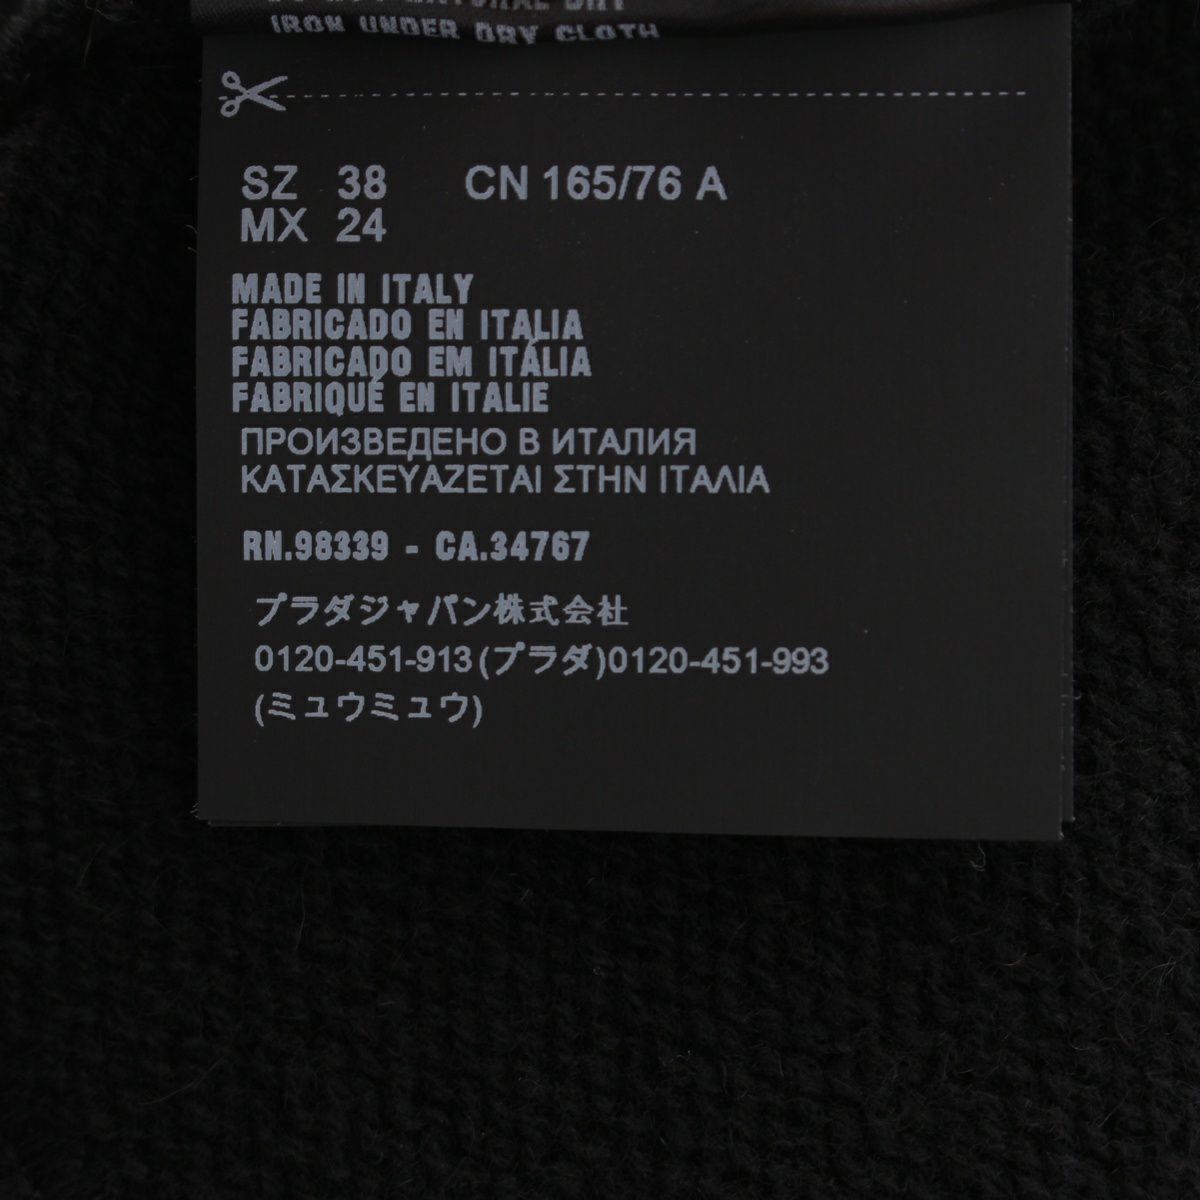 IRON UNDER DRY CLOTH
SZ 38 CN 165/76 A
MX 24
MADE IN ITALY
FABRICADO EN ITALIA
FABRICADO EM ITÁLIA
FABRIQUÉ EN ITALIE
ПРОИЗВЕДЕНО В ИТАЛИЯ
ΚΑΤΑΣΚΕΥΑΖΕΤΑΙ ΣΤΗΝ ΙΤΑΛΙΑ
RN.98339 - CA.34767
プラダジャパン株式会社
0120-451-913(プラダ)0120-451-993
(ミュウミュウ)